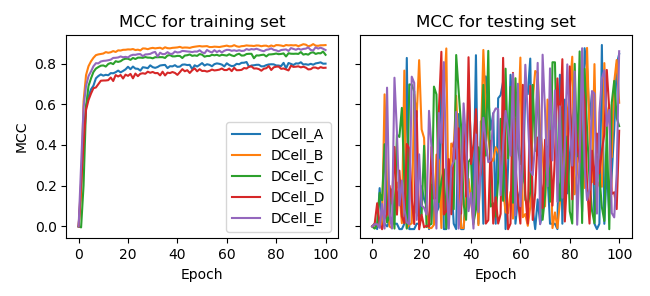 MCC for training set
MCC for testing set
MCC
0.8
0.6
0.4
0.2
0.0
DCell_A
DCell_B
DCell_C
DCell_D
DCell_E
0 20 40 60 80 100
0 20 40 60 80 100
Epoch
Epoch